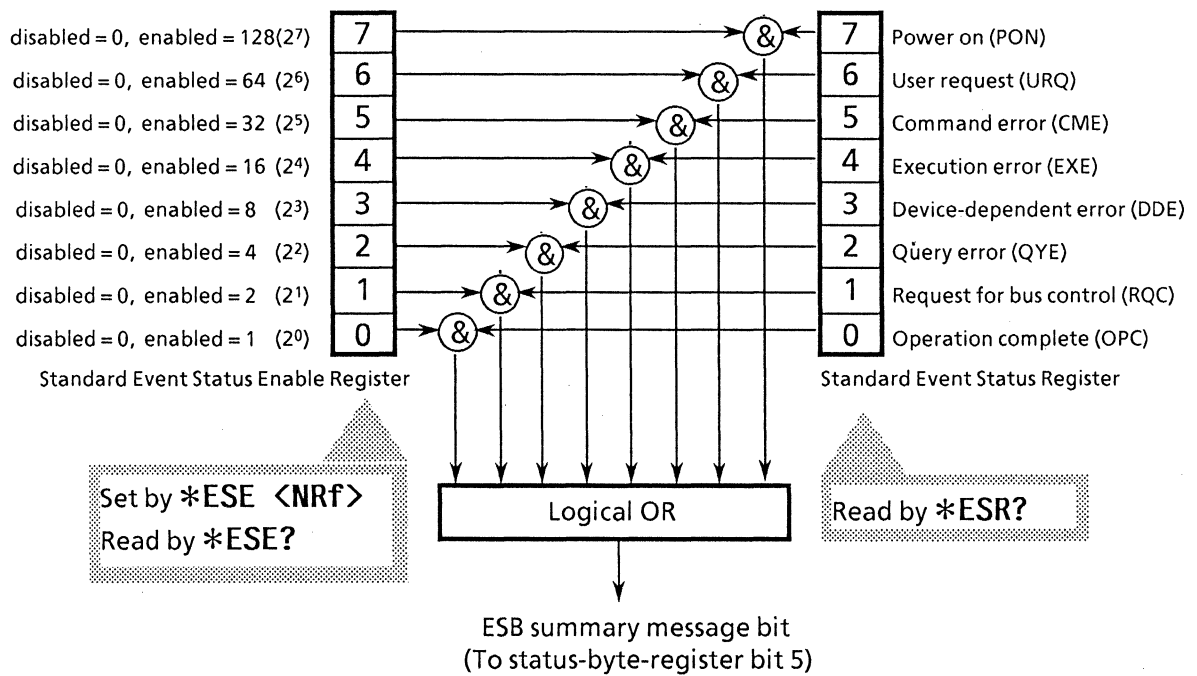 disabled = 0, enabled = 128(2⁷) 7 & 7 Power on (PON)
disabled = 0, enabled = 64 (2⁶) 6 & 6 User request (URQ)
disabled = 0, enabled = 32 (2⁵) 5 & 5 Command error (CME)
disabled = 0, enabled = 16 (2⁴) 4 & 4 Execution error (EXE)
disabled = 0, enabled = 8 (2³) 3 & 3 Device-dependent error (DDE)
disabled = 0, enabled = 4 (2²) 2 & 2 Query error (QYE)
disabled = 0, enabled = 2 (2¹) 1 & 1 Request for bus control (RQC)
disabled = 0, enabled = 1 (2⁰) 0 & 0 Operation complete (OPC)
Standard Event Status Enable Register
Standard Event Status Register
Set by *ESE <NRf>
Read by *ESE?
Logical OR
Read by *ESR?
ESB summary message bit
(To status-byte-register bit 5)